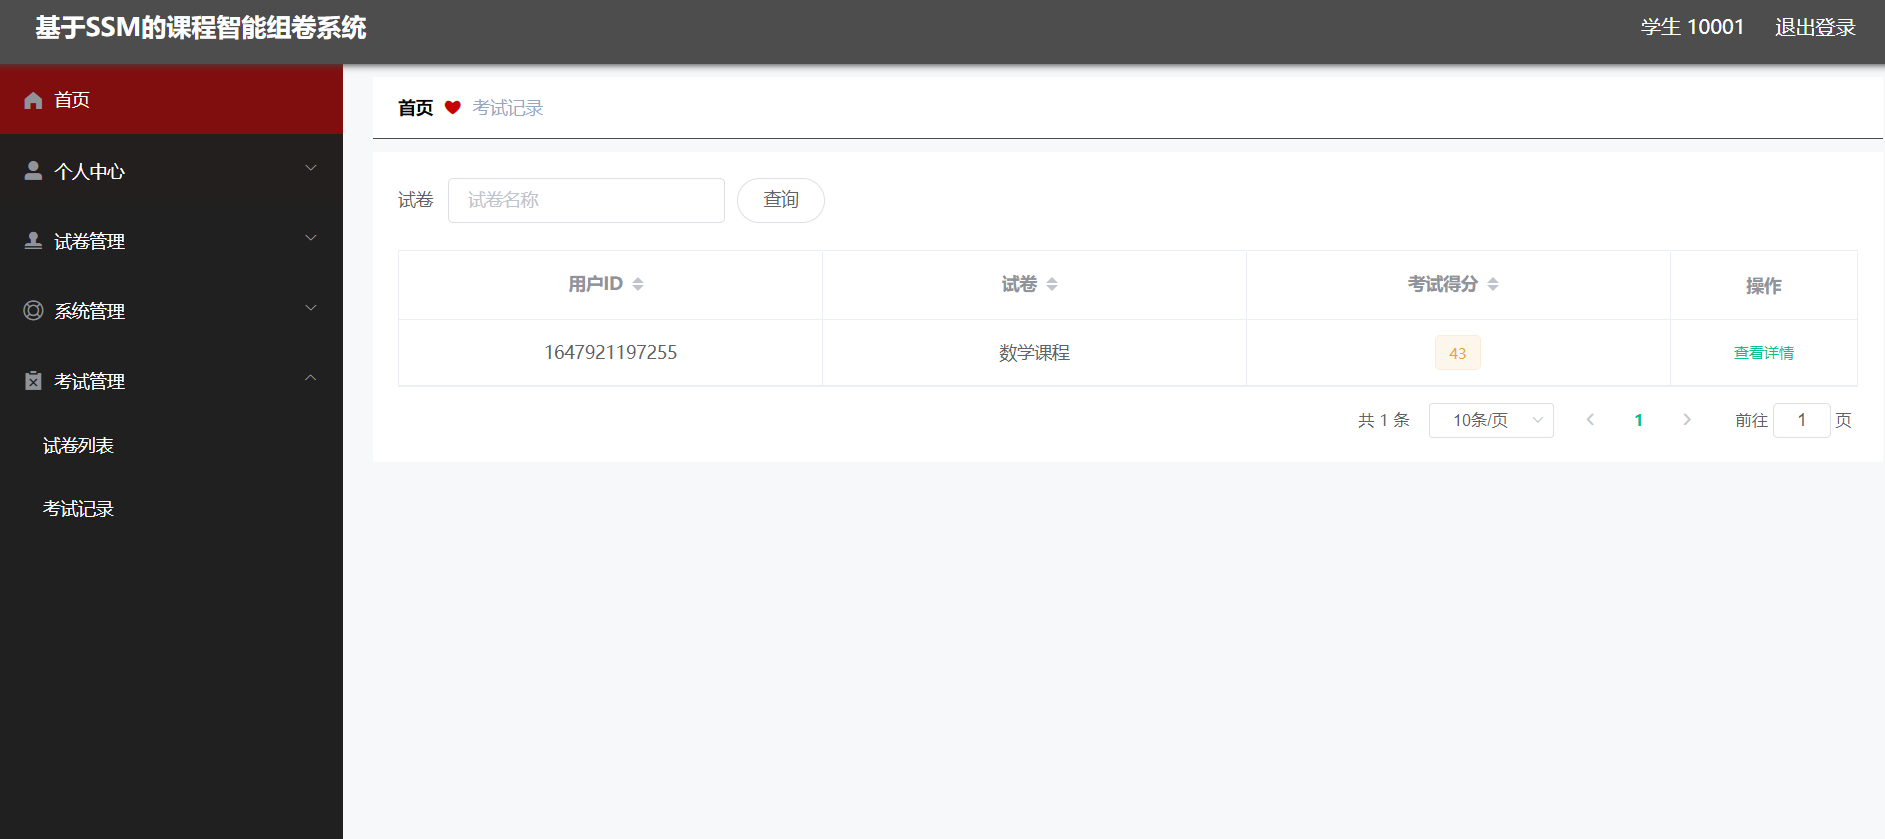 基于SSM的课程智能组卷系统
学生 10001 退出登录
首页
个人中心
试卷管理
系统管理
考试管理
试卷列表
考试记录
首页 考试记录
试卷 试卷名称 查询
用户ID 试卷 考试得分 操作
1647921197255 数学课程 43 查看详情
共 1 条 10条/页 1 前往 1 页